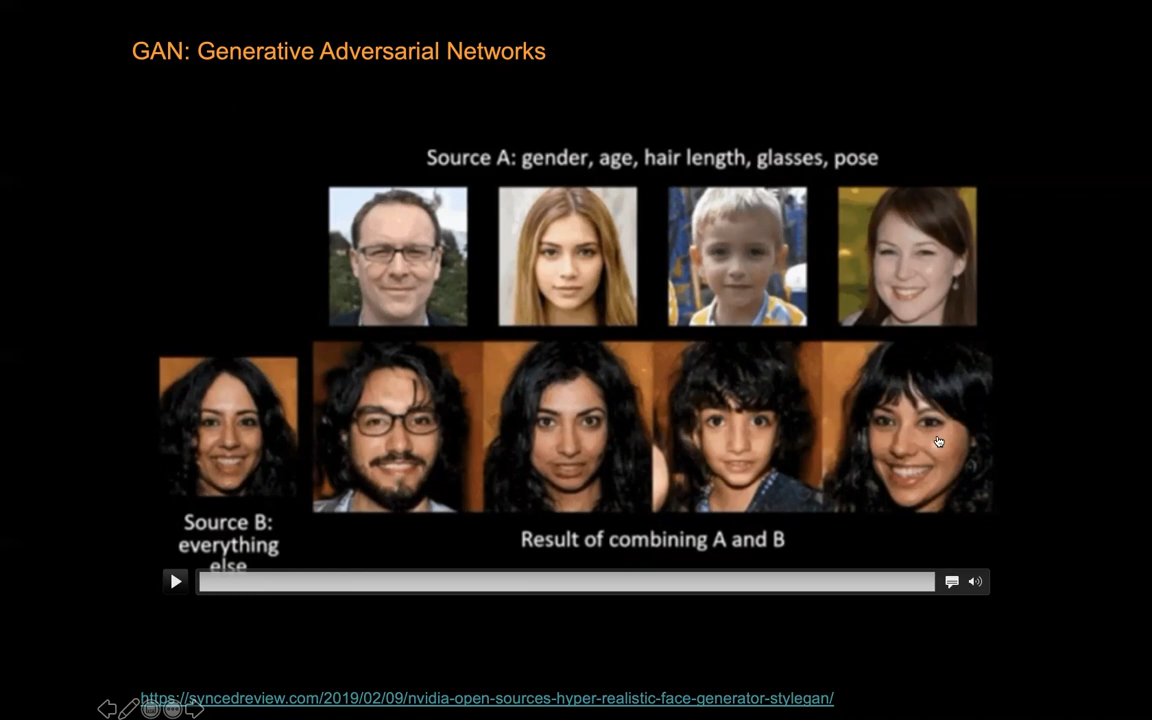 GAN: Generative Adversarial Networks
Source A: gender, age, hair length, glasses, pose
Source B:
everything
else
Result of combining A and B
https://syncedreview.com/2019/02/09/nvidia-open-sources-hyper-realistic-face-generator-stylegan/